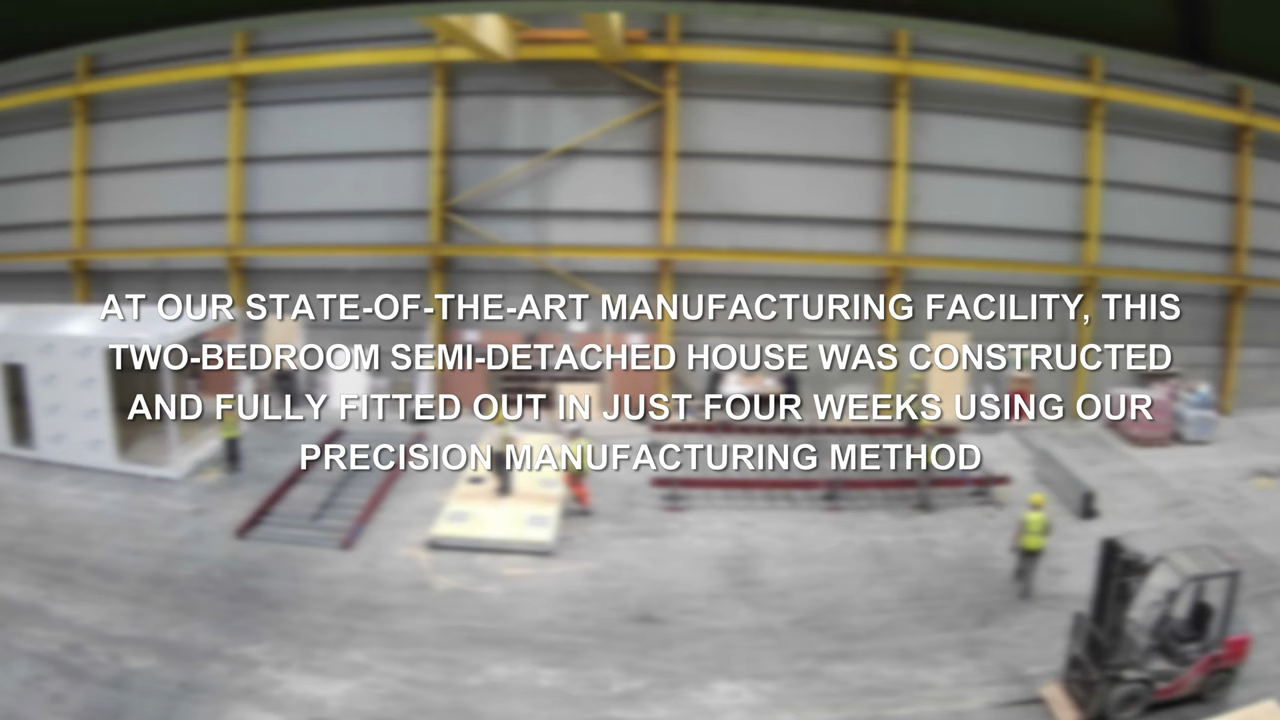 AT OUR STATE-OF-THE-ART MANUFACTURING FACILITY, THIS
TWO-BEDROOM SEMI-DETACHED HOUSE WAS CONSTRUCTED
AND FULLY FITTED OUT IN JUST FOUR WEEKS USING OUR
PRECISION MANUFACTURING METHOD